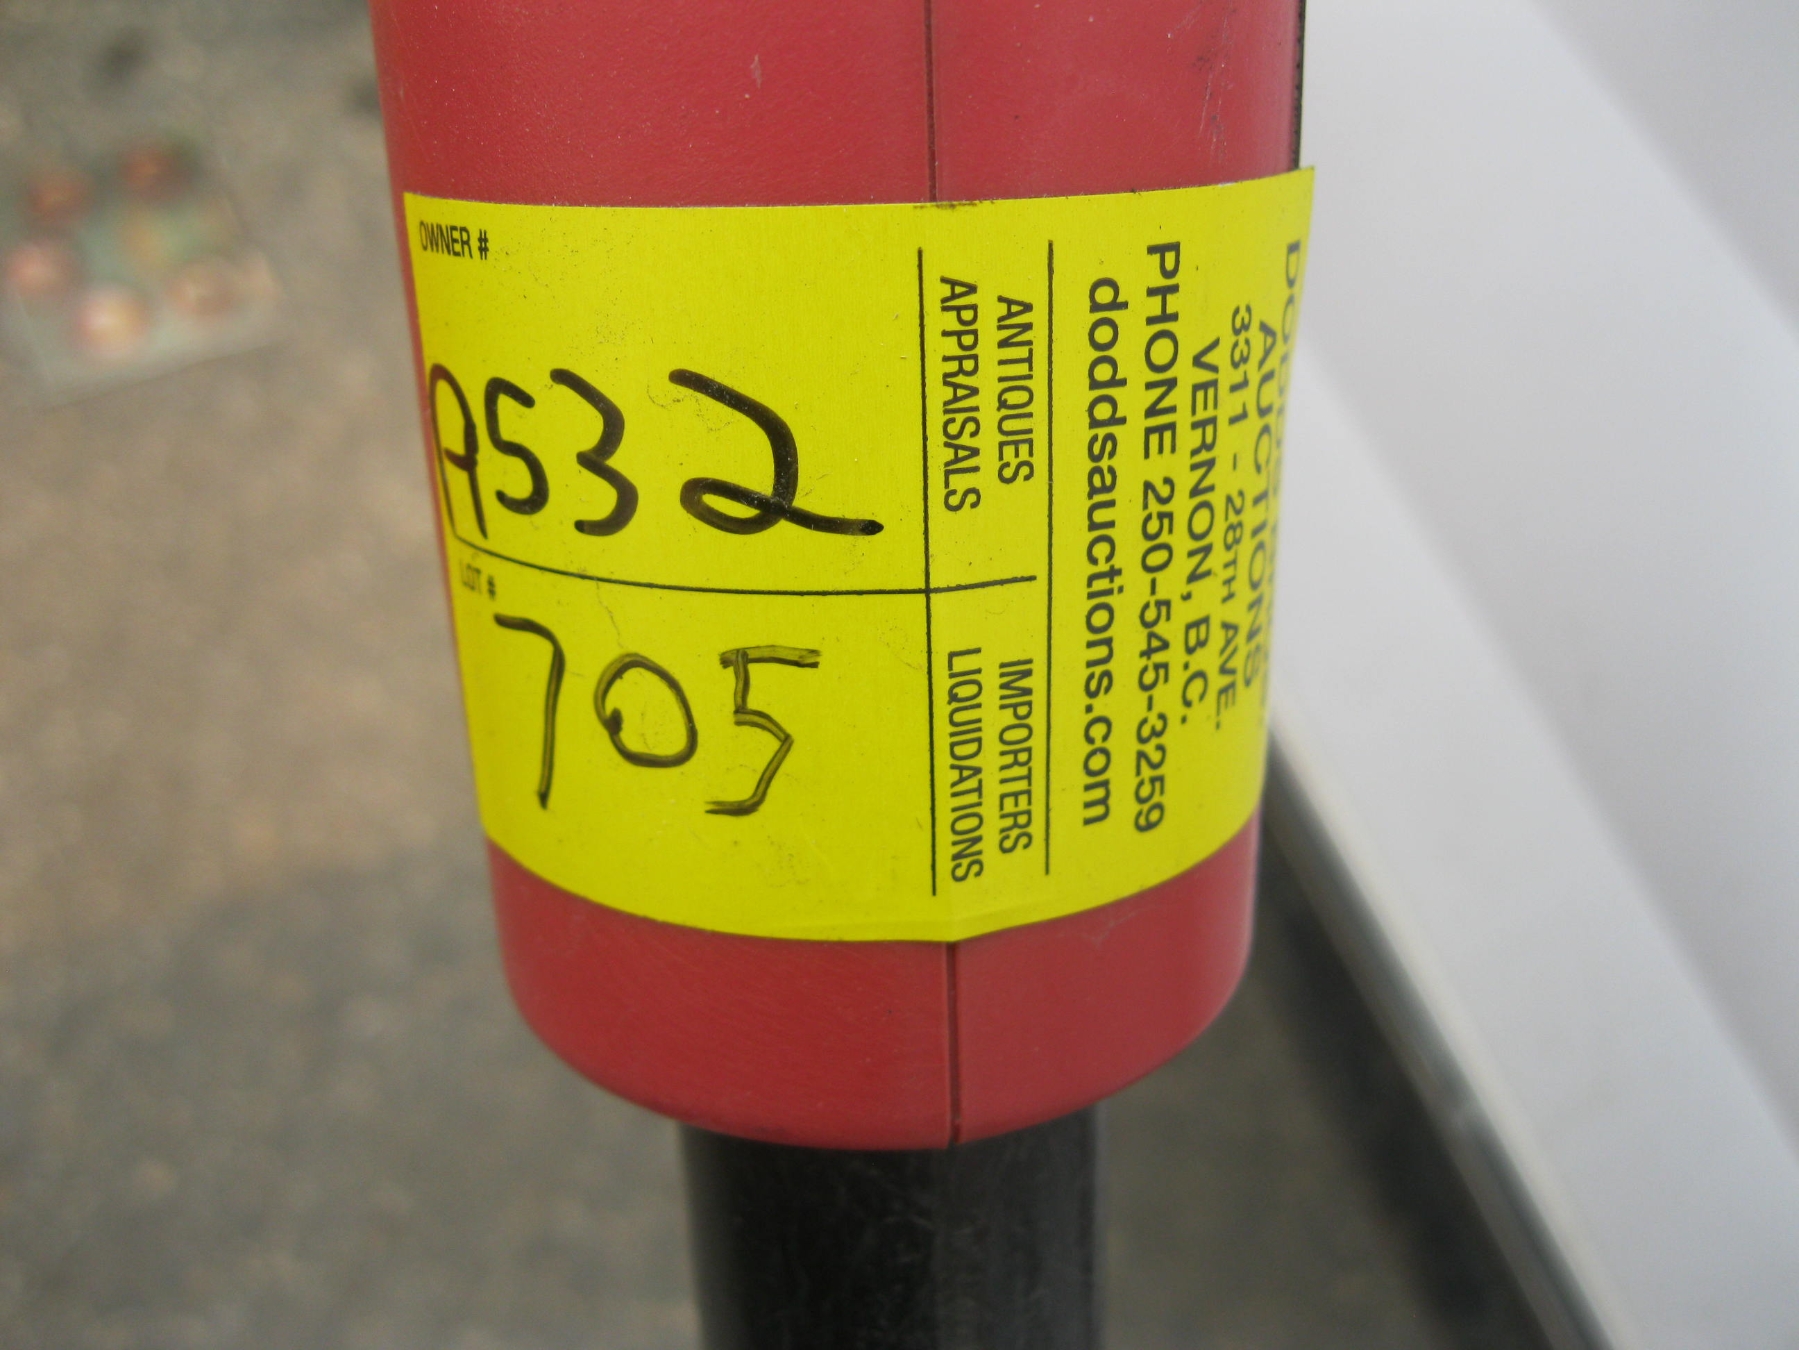 OWNER #
A532
LOT #
705
AUCTIONS
3311 - 28TH AVE.
VERNON, B.C.
PHONE 250-545-3259
doddsauctions.com
ANTIQUES
APPRAISALS
IMPORTERS
LIQUIDATIONS